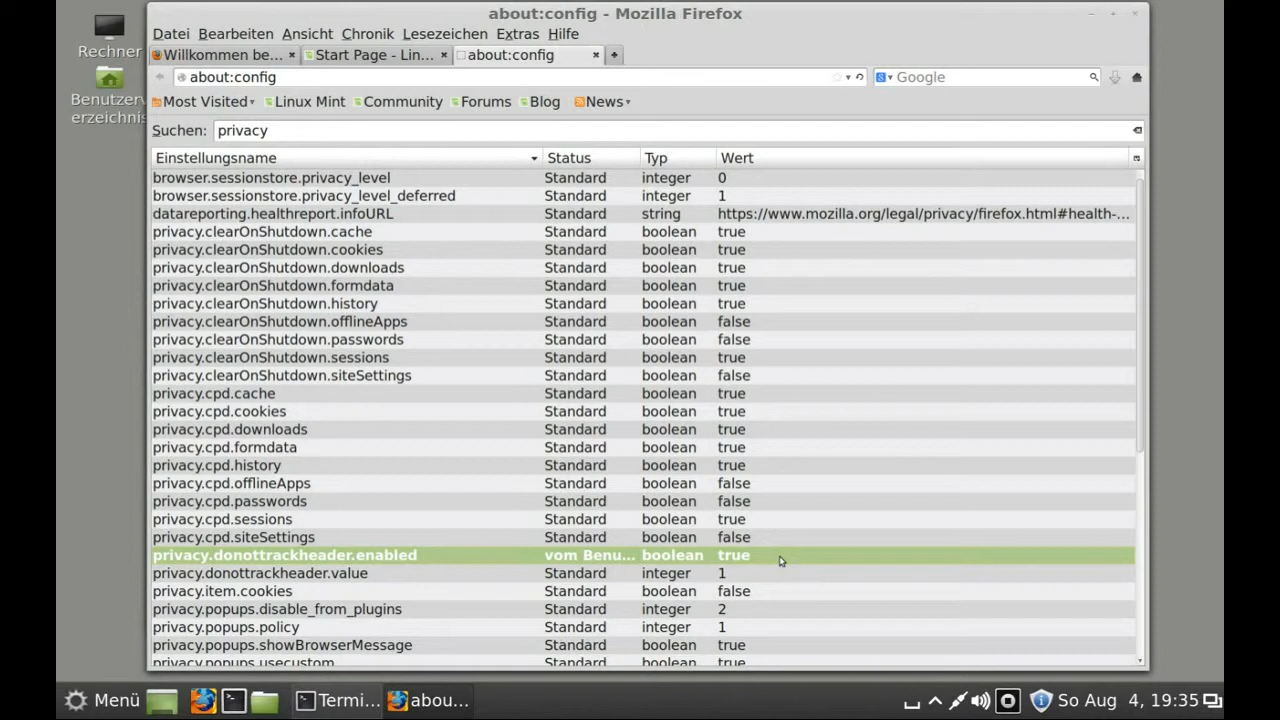 about:config - Mozilla Firefox
Rechner
Benutzerv
erzeichnis
Datei Bearbeiten Ansicht Chronik Lesezeichen Extras Hilfe
Willkommen be... Start Page - Lin... about:config
about:config Google
Most Visited Linux Mint Community Forums Blog News
Suchen: privacy
Einstellungsname Status Typ Wert
browser.sessionstore.privacy_level Standard integer 0
browser.sessionstore.privacy_level_deferred Standard integer 1
datareporting.healthreport.infoURL Standard string https://www.mozilla.org/legal/privacy/firefox.html#health-...
privacy.clearOnShutdown.cache Standard boolean true
privacy.clearOnShutdown.cookies Standard boolean true
privacy.clearOnShutdown.downloads Standard boolean true
privacy.clearOnShutdown.formdata Standard boolean true
privacy.clearOnShutdown.history Standard boolean true
privacy.clearOnShutdown.offlineApps Standard boolean false
privacy.clearOnShutdown.passwords Standard boolean false
privacy.clearOnShutdown.sessions Standard boolean true
privacy.clearOnShutdown.siteSettings Standard boolean false
privacy.cpd.cache Standard boolean true
privacy.cpd.cookies Standard boolean true
privacy.cpd.downloads Standard boolean true
privacy.cpd.formdata Standard boolean true
privacy.cpd.history Standard boolean true
privacy.cpd.offlineApps Standard boolean false
privacy.cpd.passwords Standard boolean false
privacy.cpd.sessions Standard boolean true
privacy.cpd.siteSettings Standard boolean false
privacy.donottrackheader.enabled vom Benu... boolean true
privacy.donottrackheader.value Standard integer 1
privacy.item.cookies Standard boolean false
privacy.popups.disable_from_plugins Standard integer 2
privacy.popups.policy Standard integer 1
privacy.popups.showBrowserMessage Standard boolean true
privacy.popups.usecustom Standard boolean true
Menü Termi... abou... So Aug 4, 19:35